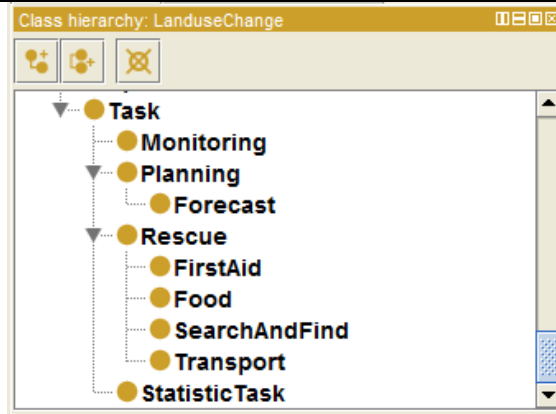 Class hierarchy: LanduseChange
Task
Monitoring
Planning
Forecast
Rescue
FirstAid
Food
SearchAndFind
Transport
StatisticTask